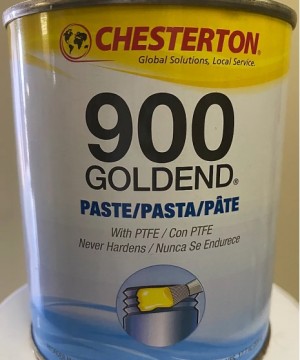 CHESTERTON®
Global Solutions, Local Service.
900
GOLDEND®
PASTE/PASTA/PÂTE
With PTFE / Con PTFE
Never Hardens / Nunca Se Endurece